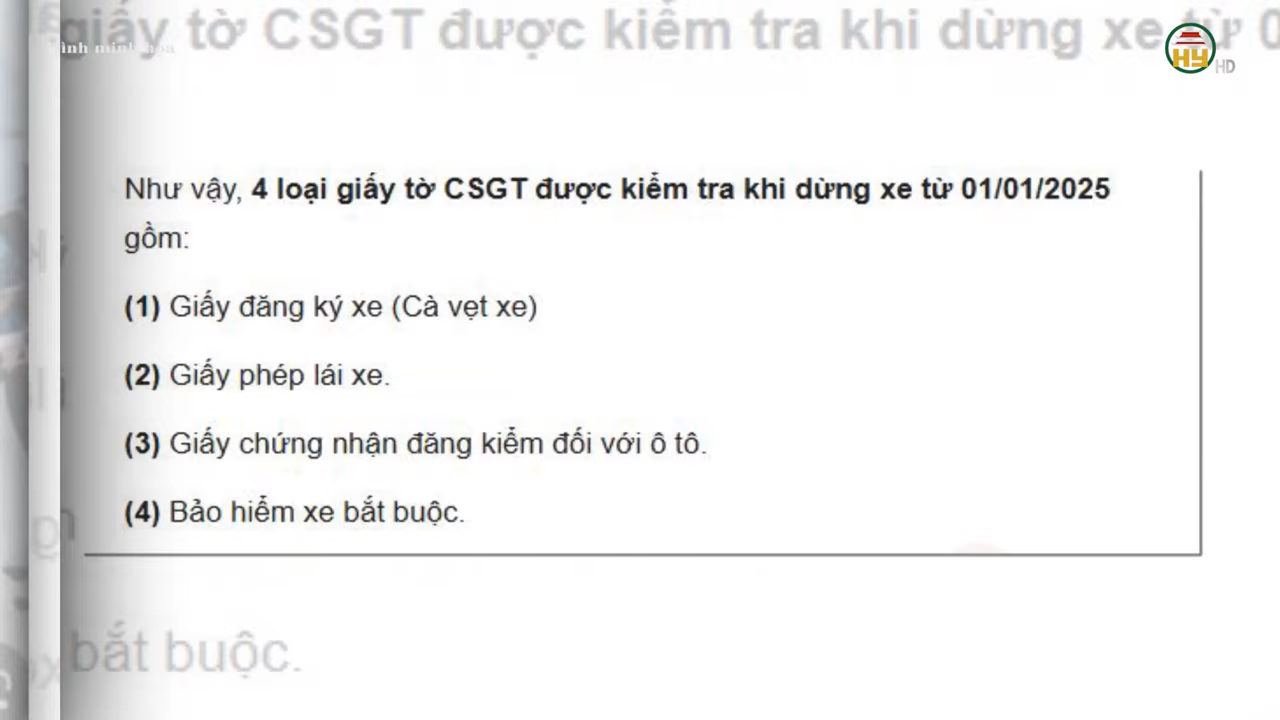 giấy tờ CSGT được kiểm tra khi dừng xe từ 0
HY
HD
Như vậy, 4 loại giấy tờ CSGT được kiểm tra khi dừng xe từ 01/01/2025
gồm:
(1) Giấy đăng ký xe (Cà vẹt xe)
(2) Giấy phép lái xe.
(3) Giấy chứng nhận đăng kiểm đối với ô tô.
(4) Bảo hiểm xe bắt buộc.
bắt buộc.